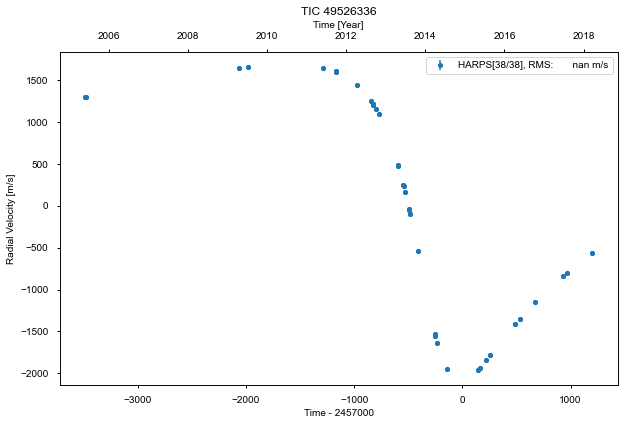 TIC 49526336
Time [Year]
2006 2008 2010 2012 2014 2016 2018
HARPS[38/38], RMS: nan m/s
Radial Velocity [m/s]
1500
1000
500
0
−500
−1000
−1500
−2000
−3000 −2000 −1000 0 1000
Time - 2457000